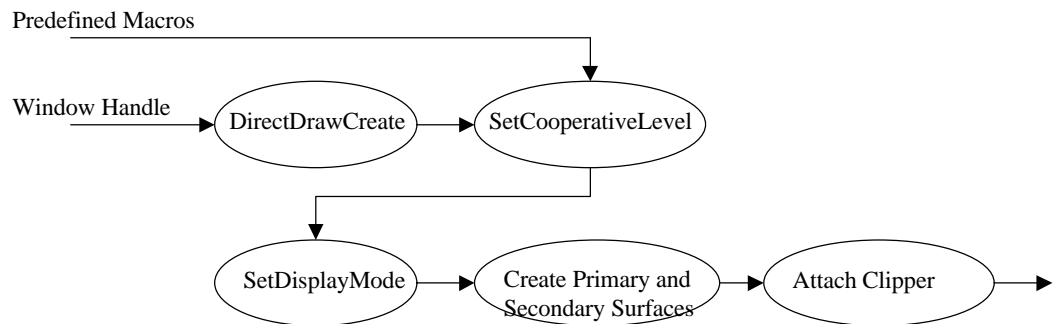 Predefined Macros
Window Handle
DirectDrawCreate
SetCooperativeLevel
SetDisplayMode
Create Primary and
Secondary Surfaces
Attach Clipper